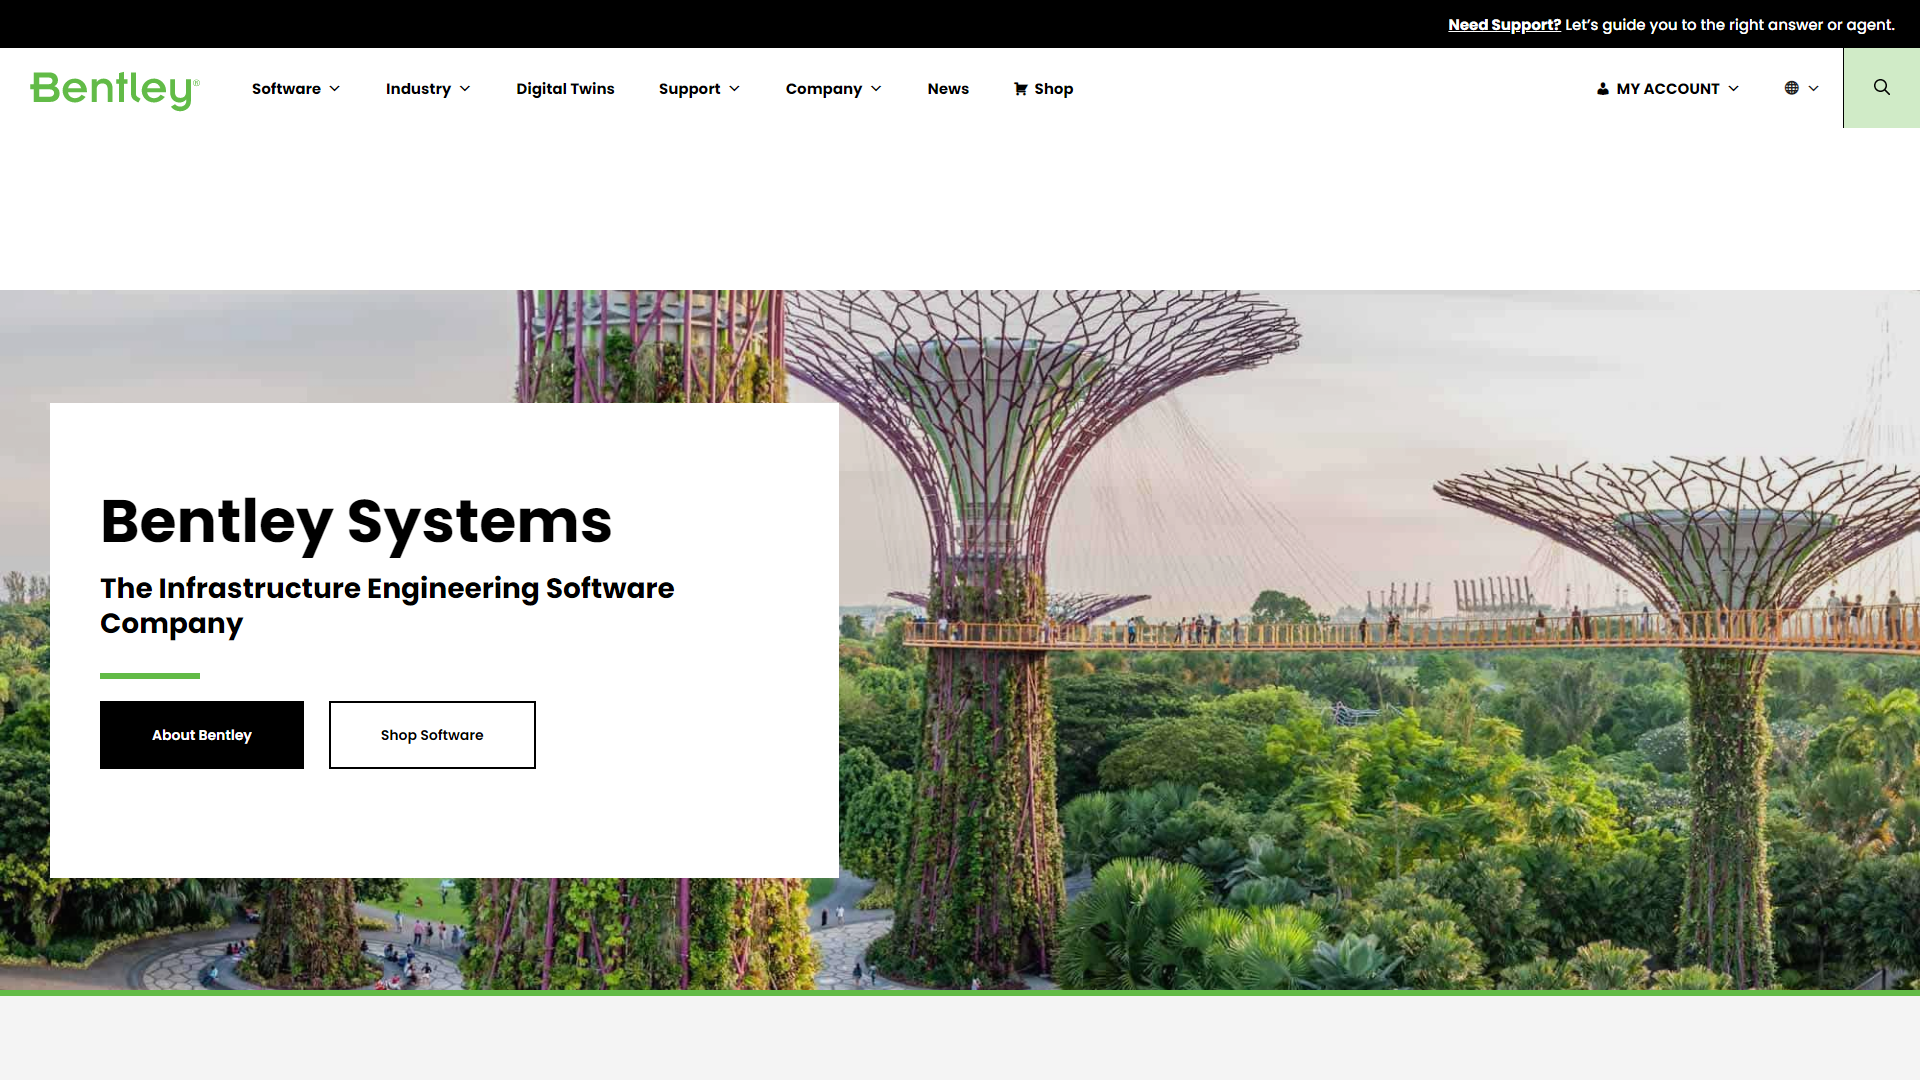 Need Support? Let's guide you to the right answer or agent.
Bentley®
Software
Industry
Digital Twins
Support
Company
News
Shop
MY ACCOUNT
Bentley Systems
The Infrastructure Engineering Software
Company
About Bentley
Shop Software